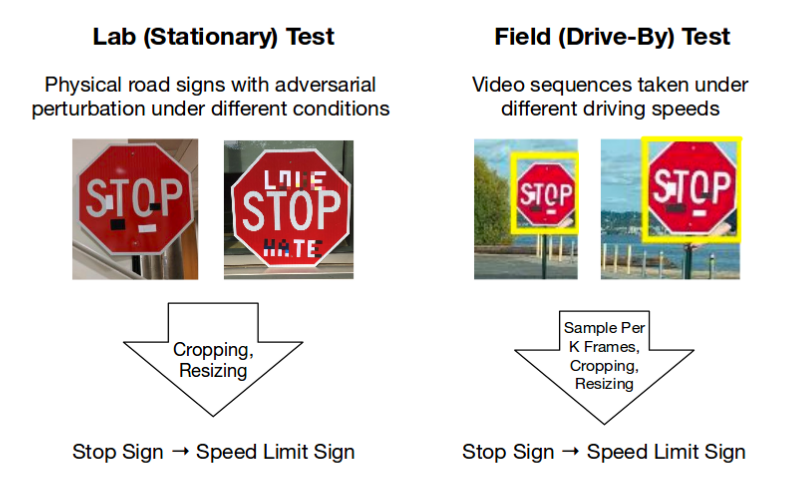 Lab (Stationary) Test
Physical road signs with adversarial
perturbation under different conditions
STOP
LOVE
STOP
HATE
Cropping,
Resizing
Stop Sign → Speed Limit Sign
Field (Drive-By) Test
Video sequences taken under
different driving speeds
STOP
STOP
Sample Per
K Frames,
Cropping,
Resizing
Stop Sign → Speed Limit Sign